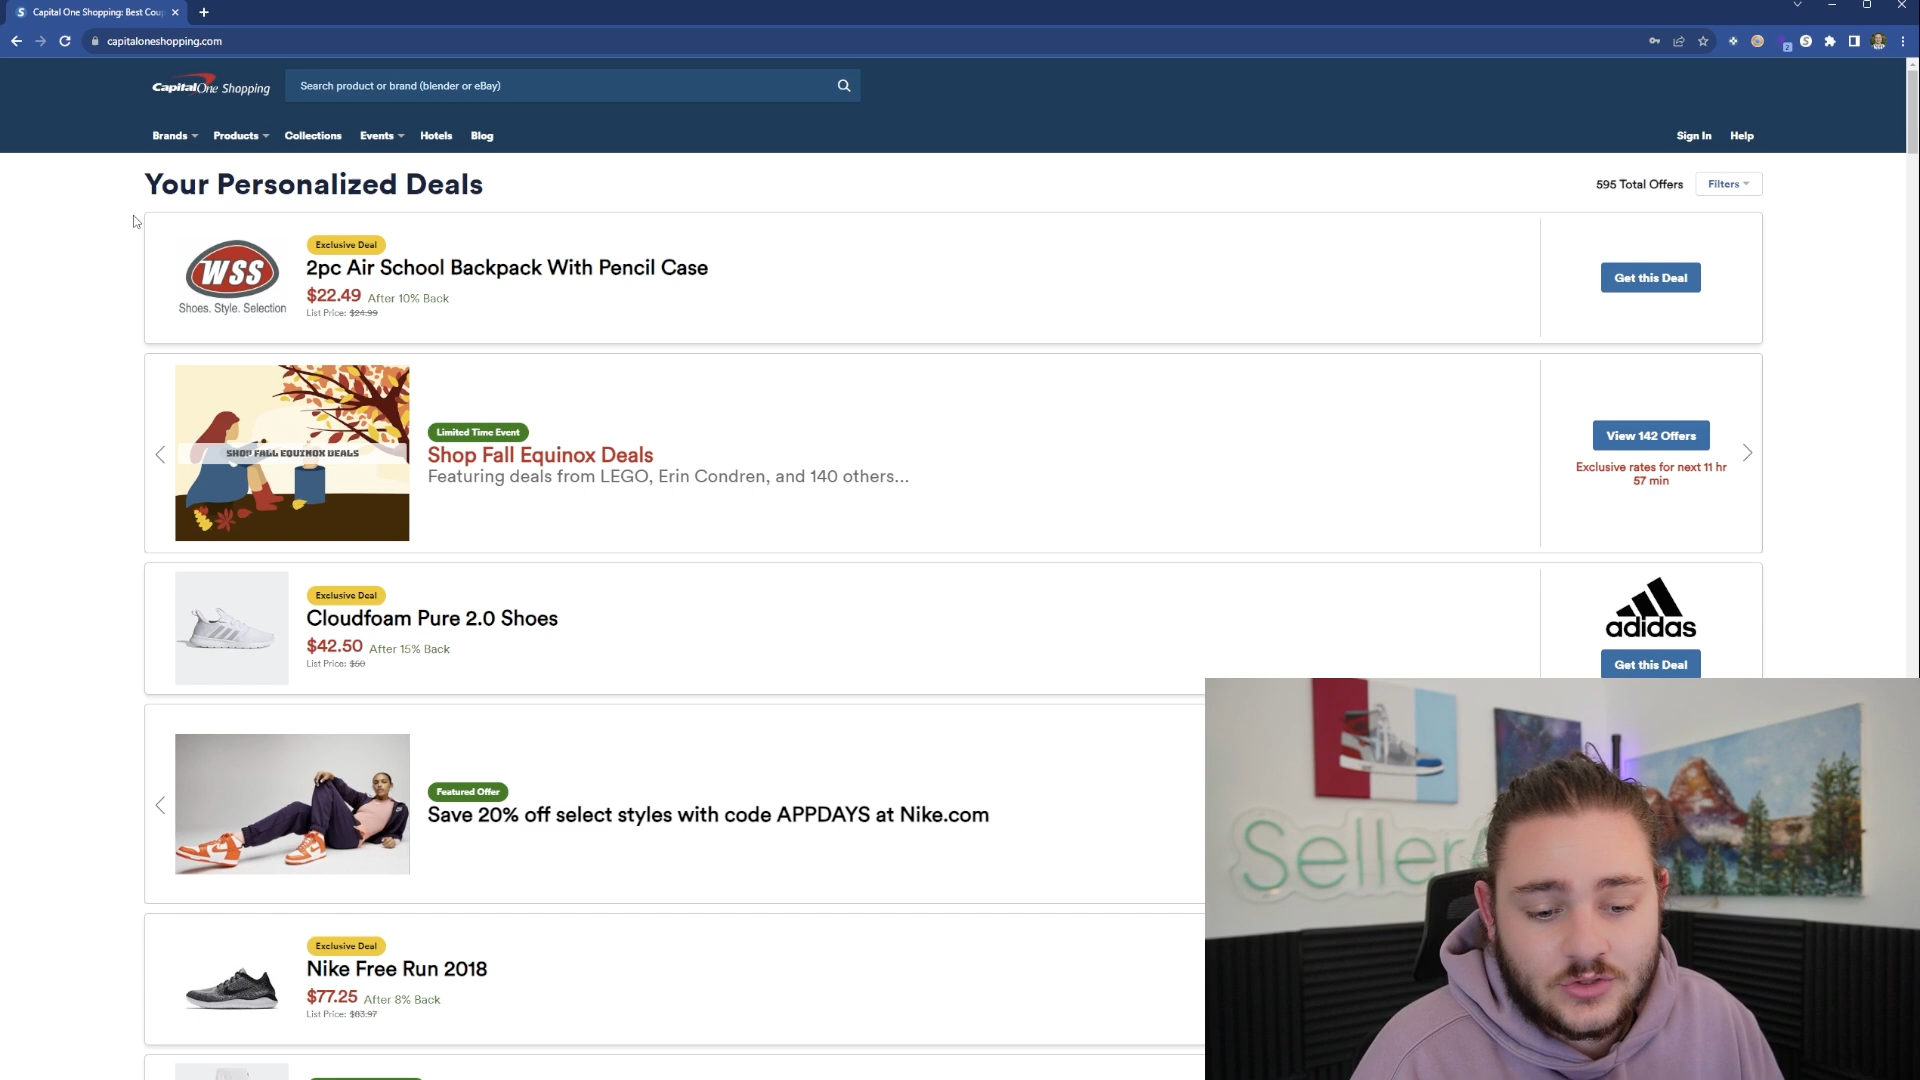 Capital One Shopping: Best Cou
capitaloneshopping.com
2
S
CapitalOne Shopping
Search product or brand (blender or eBay)
Brands
Products
Collections
Events
Hotels
Blog
Sign In
Help
Your Personalized Deals
595 Total Offers
Filters
WSS
Shoes. Style. Selection
Exclusive Deal
2pc Air School Backpack With Pencil Case
$22.49 After 10% Back
List Price: $24.99
Get this Deal
SHOP FALL EQUINOX DEALS
Limited Time Event
Shop Fall Equinox Deals
Featuring deals from LEGO, Erin Condren, and 140 others...
View 142 Offers
Exclusive rates for next 11 hr
57 min
Exclusive Deal
Cloudfoam Pure 2.0 Shoes
$42.50 After 15% Back
List Price: $50
adidas
Get this Deal
Featured Offer
Save 20% off select styles with code APPDAYS at Nike.com
Exclusive Deal
Nike Free Run 2018
$77.25 After 8% Back
List Price: $83.97
Seller